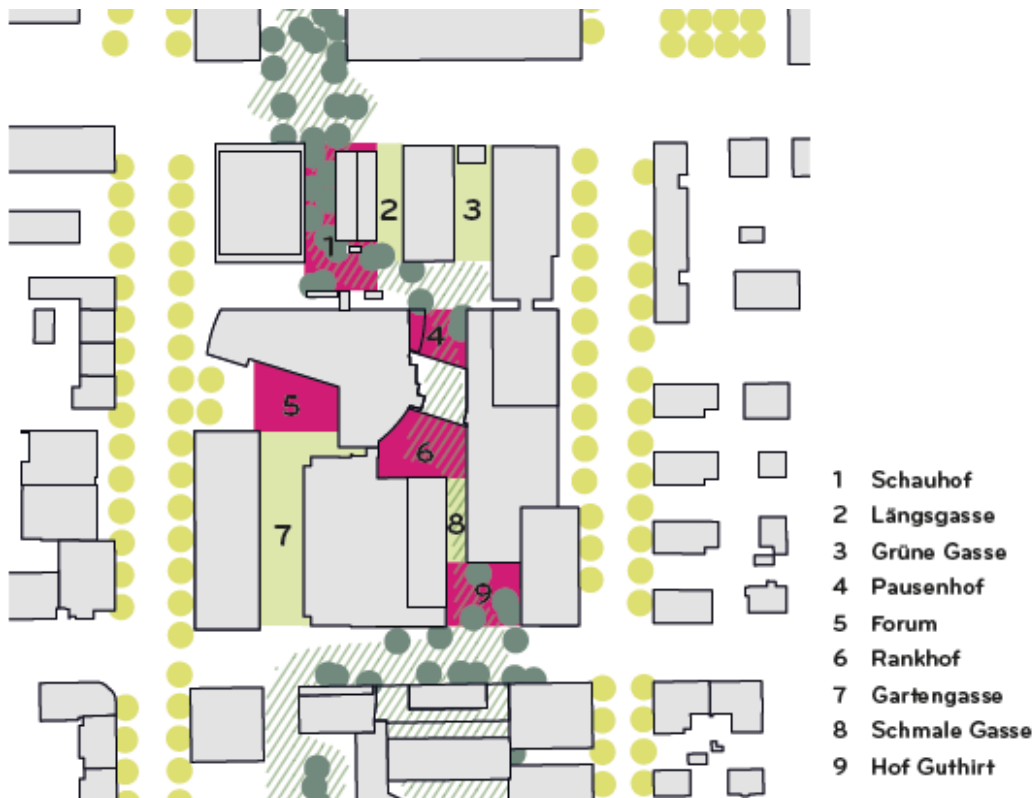 1
2
3
4
5
6
7
8
9
1 Schauhof
2 Längsgasse
3 Grüne Gasse
4 Pausenhof
5 Forum
6 Rankhof
7 Gartengasse
8 Schmale Gasse
9 Hof Guthirt